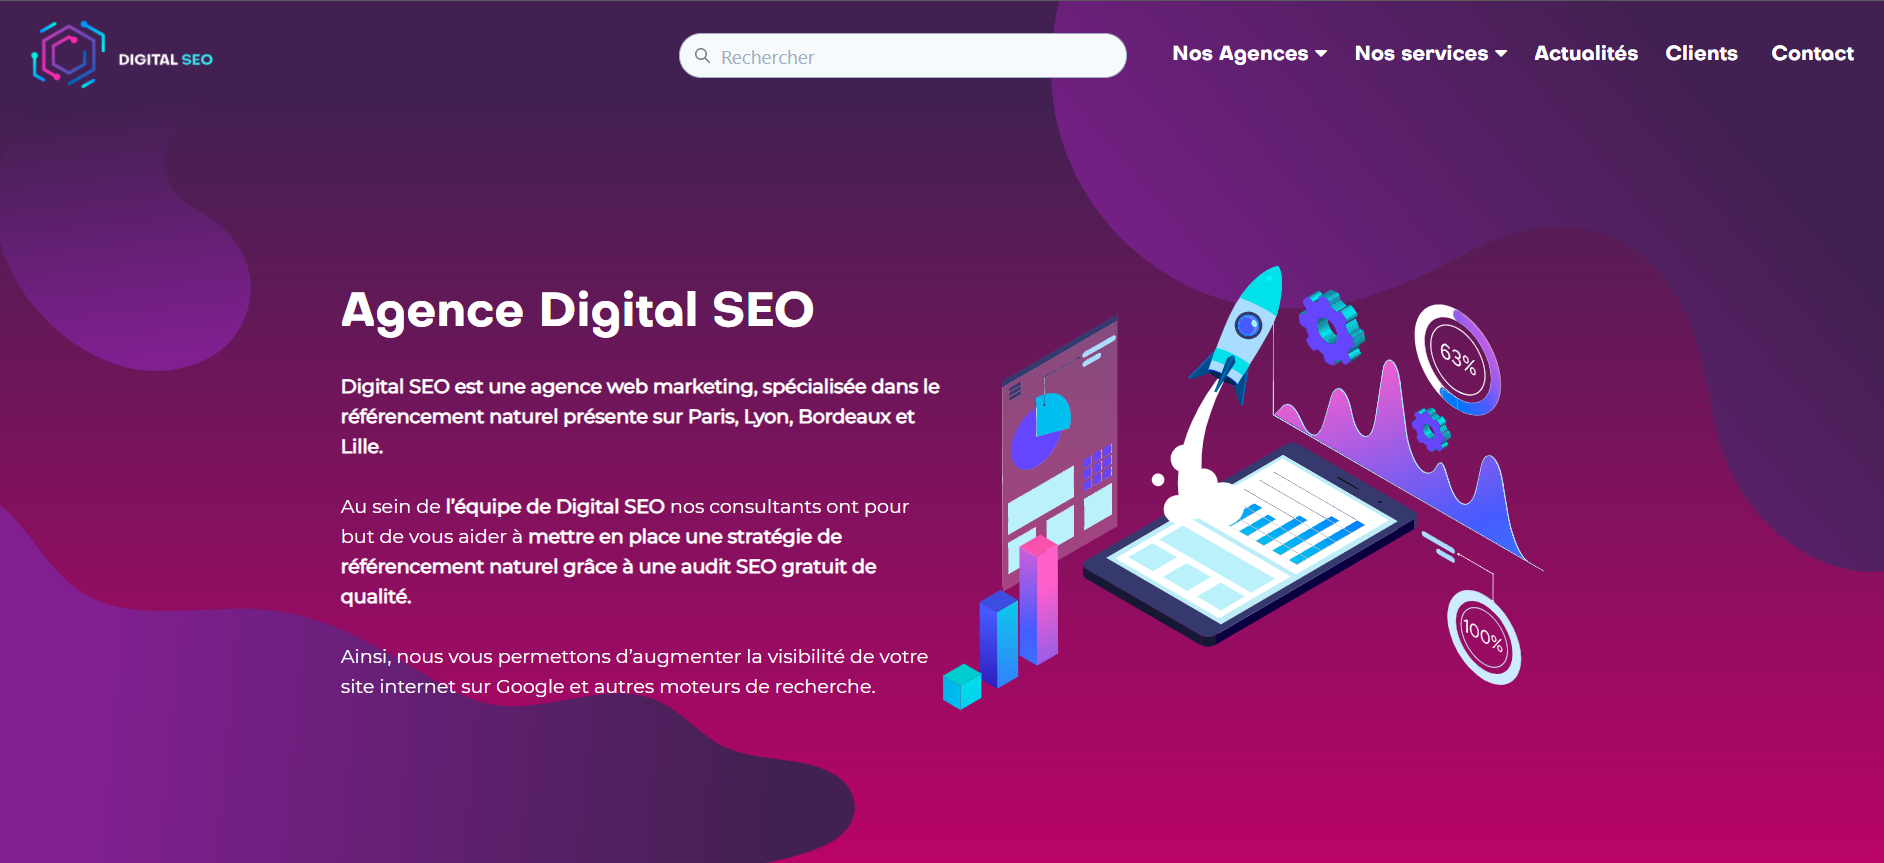 DIGITAL SEO
Rechercher
Nos Agences
Nos services
Actualités
Clients
Contact
Agence Digital SEO
Digital SEO est une agence web marketing, spécialisée dans le
référencement naturel présente sur Paris, Lyon, Bordeaux et
Lille.
Au sein de l’équipe de Digital SEO nos consultants ont pour
but de vous aider à mettre en place une stratégie de
référencement naturel grâce à une audit SEO gratuit de
qualité.
Ainsi, nous vous permettons d’augmenter la visibilité de votre
site internet sur Google et autres moteurs de recherche.
63%
100%